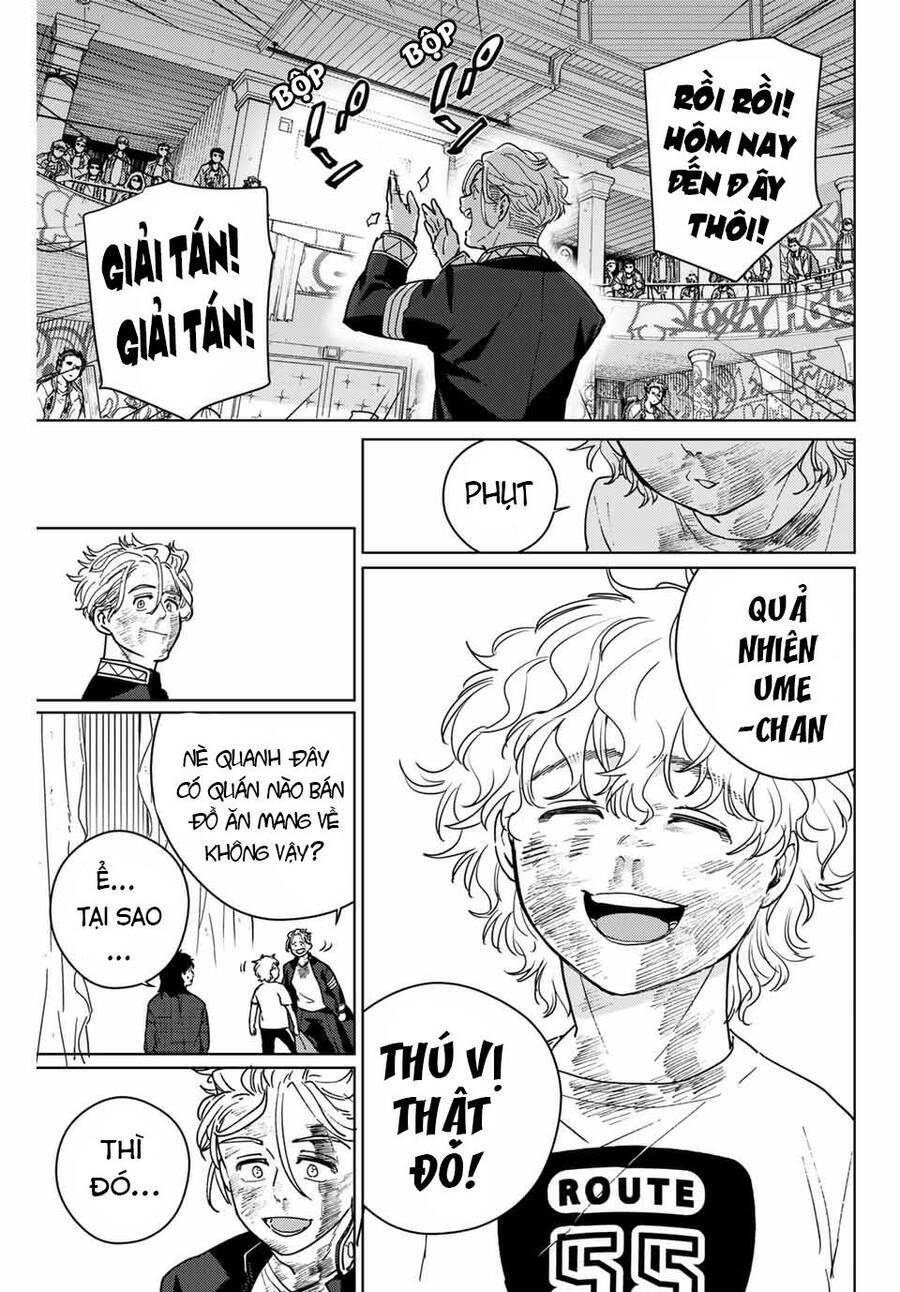 RỒI RỒI!
HÔM NAY
ĐẾN ĐÂY
THÔI!
BỘP
BỘP
GIẢI TÁN!
GIẢI TÁN!
PHỤT
QUẢ
NHIÊN
UME
-CHAN
THÚ VỊ
THẬT
ĐÓ!
ROUTE
55
NÈ QUANH ĐÂY
CÓ QUÁN NÀO BÁN
ĐỒ ĂN MANG VỀ
KHÔNG VẬY?
Ể...
TẠI SAO
...
THÌ
ĐÓ...